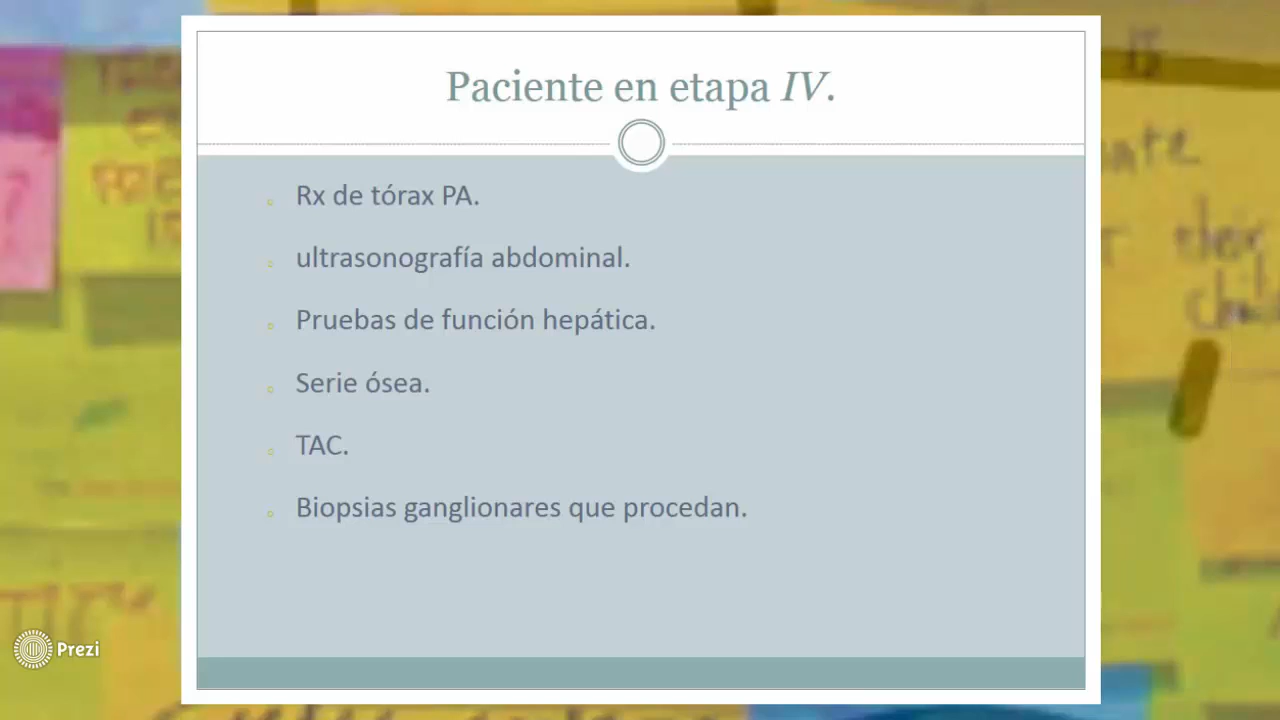 Paciente en etapa IV.
Rx de tórax PA.
ultrasonografía abdominal.
Pruebas de función hepática.
Serie ósea.
TAC.
Biopsias ganglionares que procedan.
Prezi